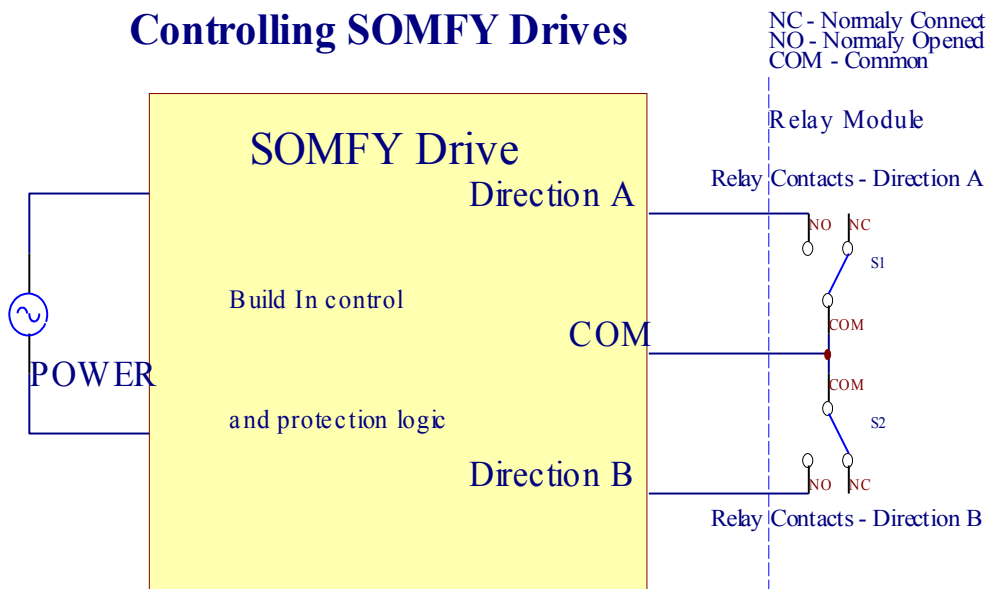 Controlling SOMFY Drives
NC - Normaly Connect
NO - Normaly Opened
COM - Common
Relay Module
SOMFY Drive
Relay Contacts - Direction A
Direction A
NO
NC
S1
Build In control
COM
COM
POWER
COM
and protection logic
S2
Direction B
NO
NC
Relay Contacts - Direction B